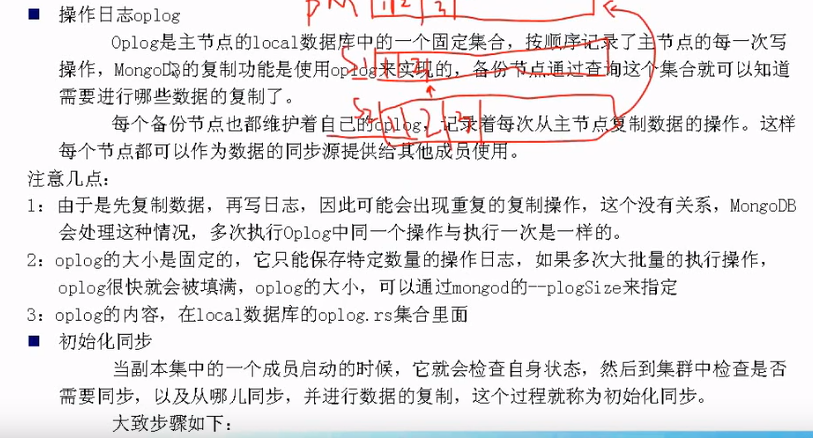 PM 1 2 3
■ 操作日志oplog
Oplog是主节点的local数据库中的一个固定集合，按顺序记录了主节点的每一次写
S1 1 2
操作，MongoDB的复制功能是使用oplog来实现的，备份节点通过查询这个集合就可以知道
需要进行哪些数据的复制了。
S2 1 2 3
每个备份节点也都维护着自己的oplog，记录着每次从主节点复制数据的操作。这样
每个节点都可以作为数据的同步源提供给其他成员使用。
注意几点：
1：由于是先复制数据，再写日志，因此可能会出现重复的复制操作，这个没有关系，MongoDB
会处理这种情况，多次执行Oplog中同一个操作与执行一次是一样的。
2：oplog的大小是固定的，它只能保存特定数量的操作日志，如果多次大批量的执行操作，
oplog很快就会被填满，oplog的大小，可以通过mongod的--plogSize来指定
3：oplog的内容，在local数据库的oplog.rs集合里面
■ 初始化同步
当副本集中的一个成员启动的时候，它就会检查自身状态，然后到集群中检查是否
需要同步，以及从哪儿同步，并进行数据的复制，这个过程就称为初始化同步。
大致步骤如下：